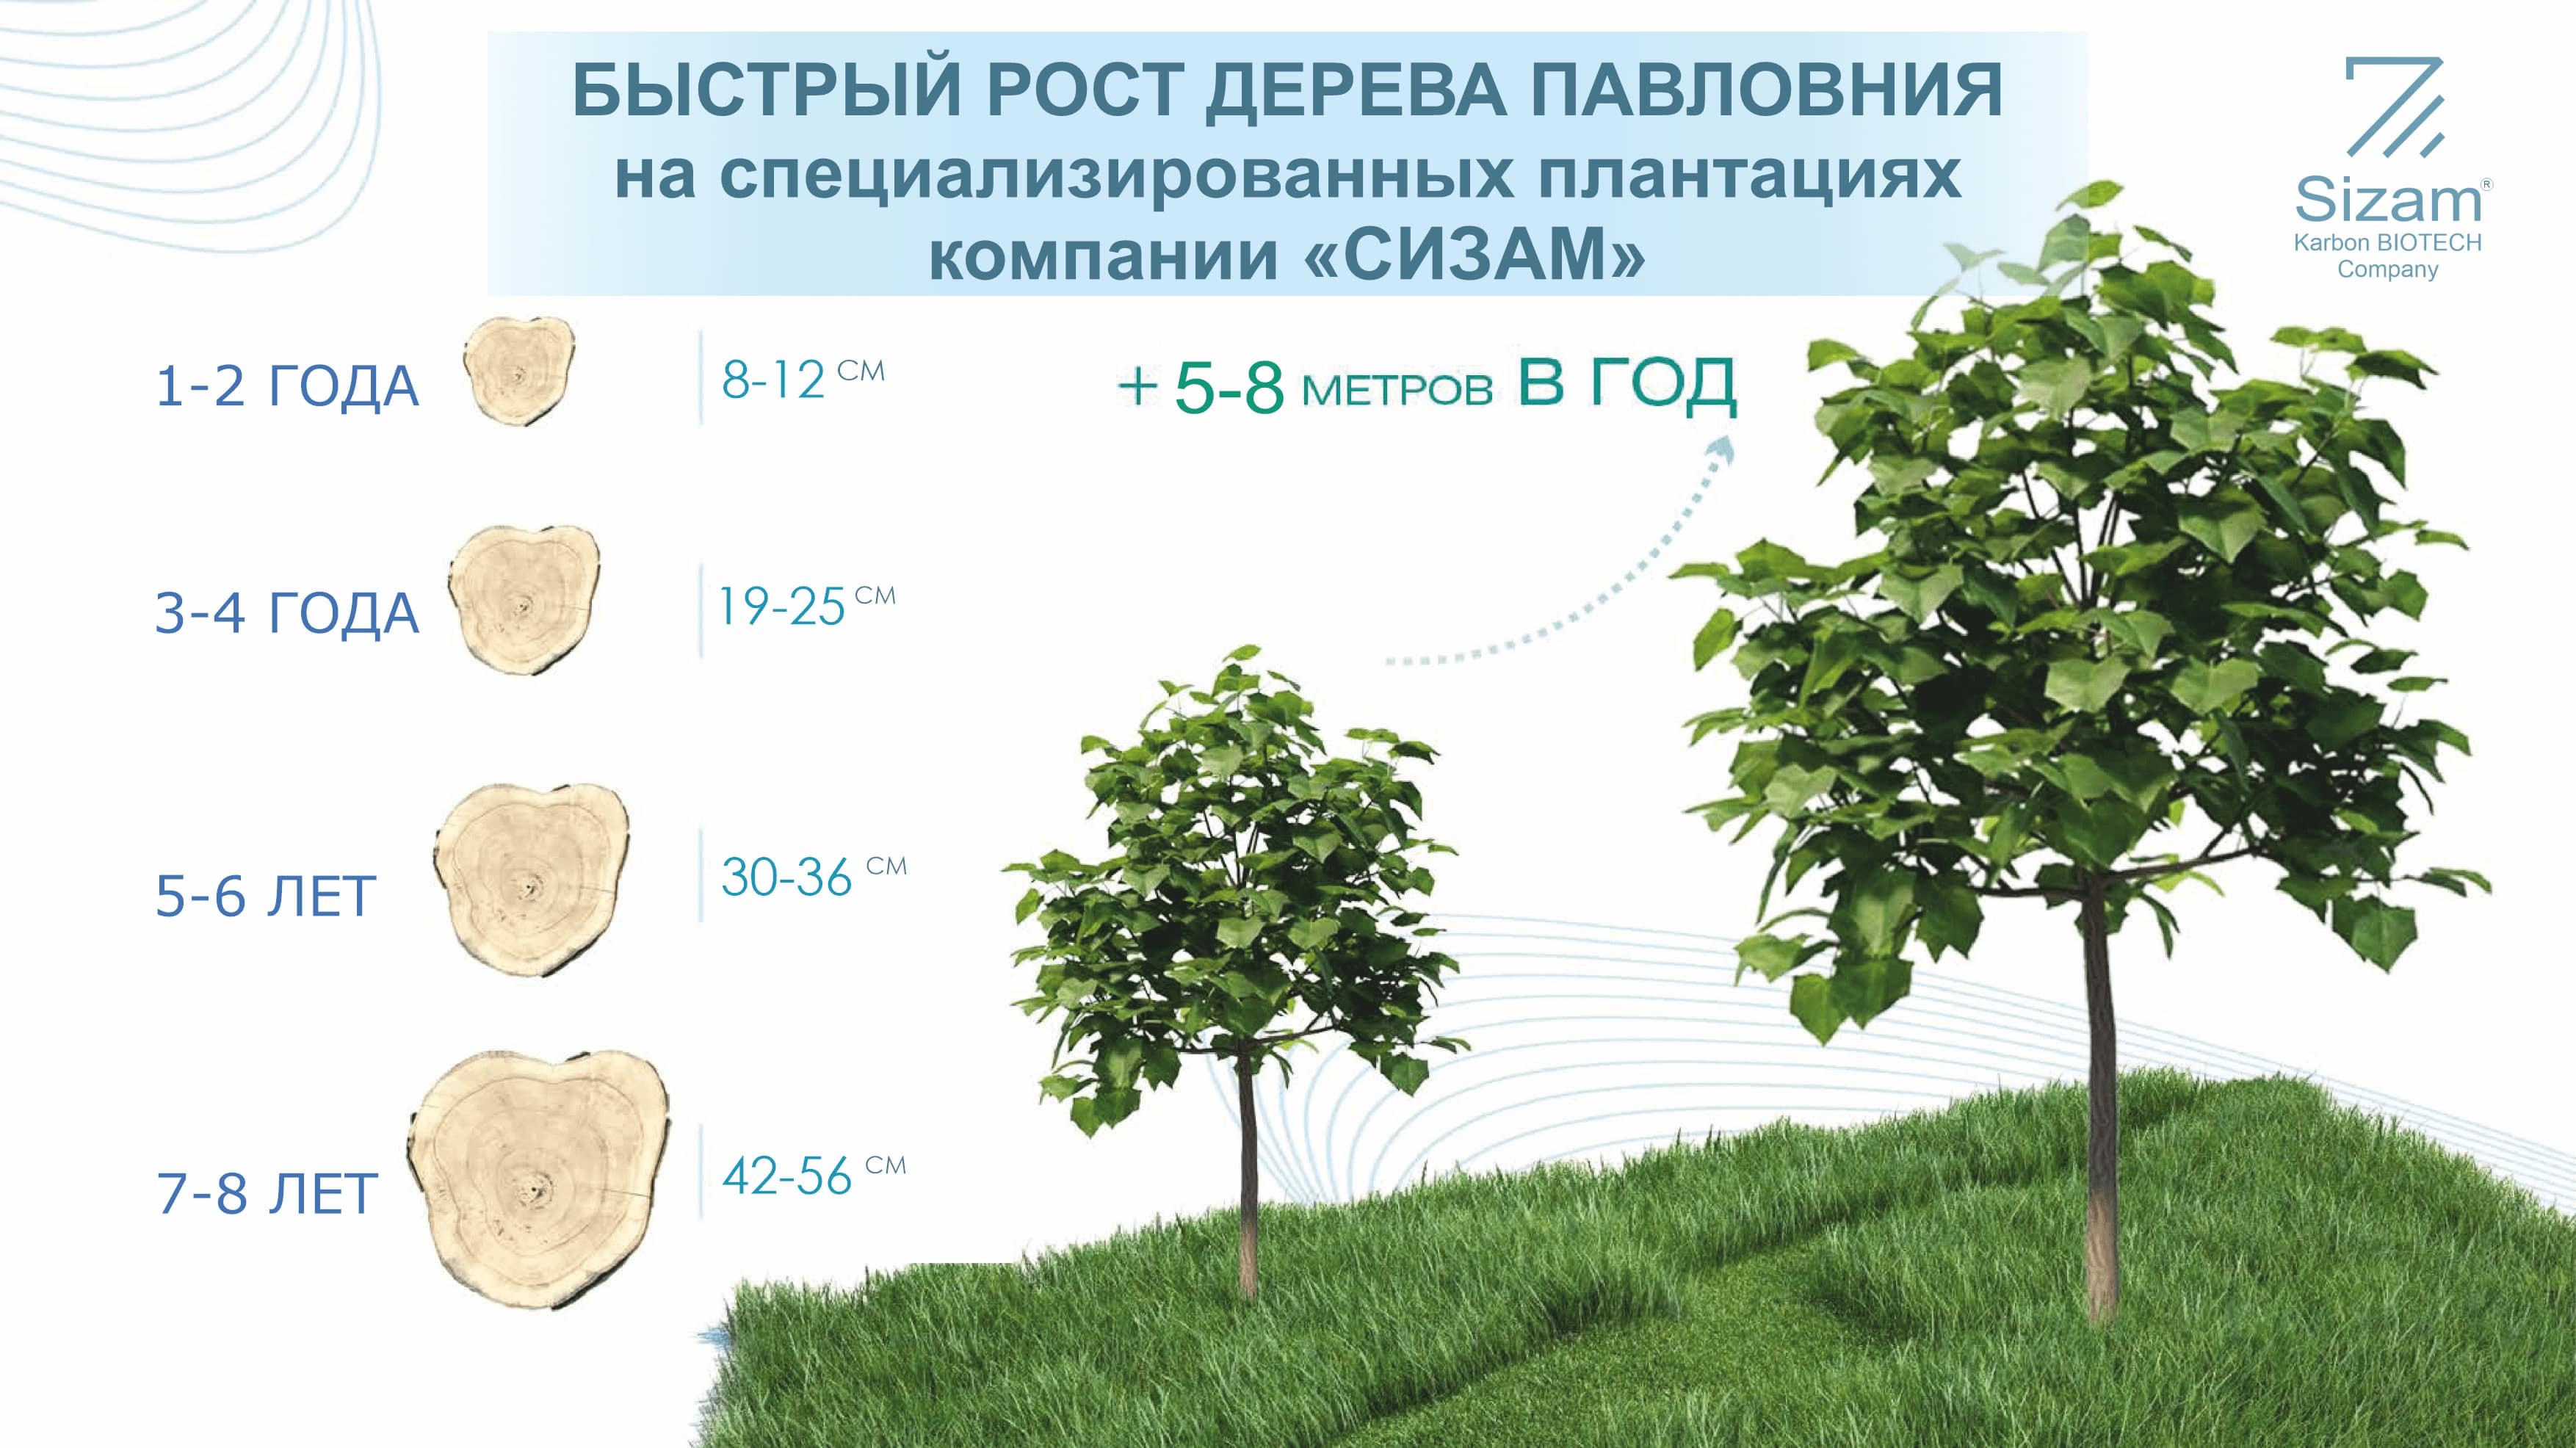 БЫСТРЫЙ РОСТ ДЕРЕВА ПАВЛОВНИЯ
на специализированных плантациях
компании «СИЗАМ»
Sizam®
Karbon BIOTECH
Company
1-2 ГОДА 8-12 СМ
+ 5-8 МЕТРОВ В ГОД
3-4 ГОДА 19-25 СМ
5-6 ЛЕТ 30-36 СМ
7-8 ЛЕТ 42-56 СМ